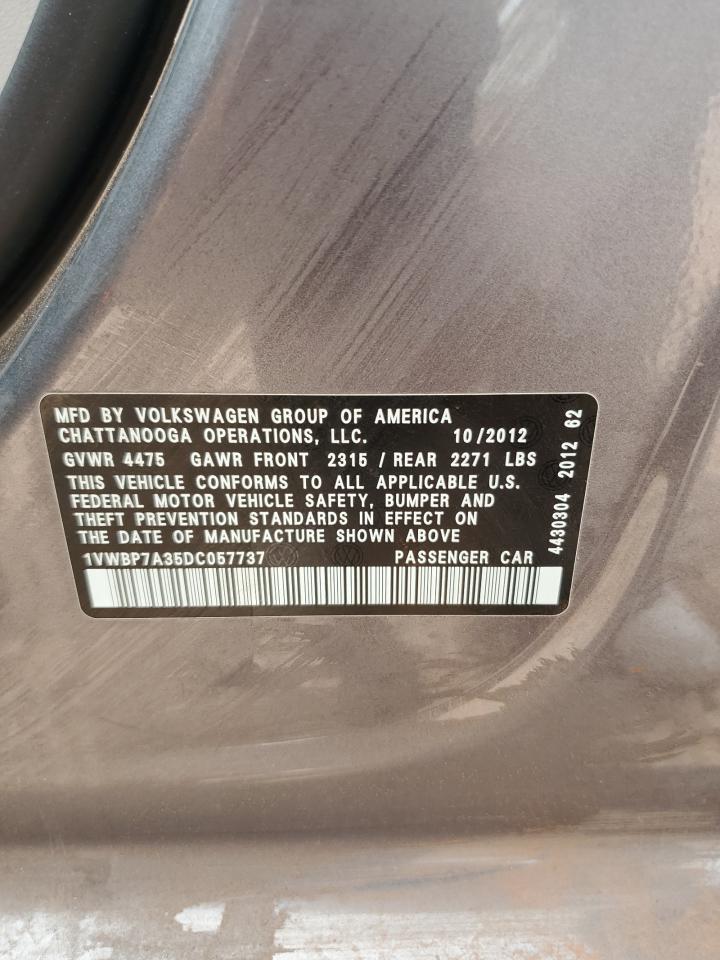 MFD BY VOLKSWAGEN GROUP OF AMERICA
CHATTANOOGA OPERATIONS, LLC. 10/2012
GVWR 4475 GAWR FRONT 2315 / REAR 2271 LBS
THIS VEHICLE CONFORMS TO ALL APPLICABLE U.S.
FEDERAL MOTOR VEHICLE SAFETY, BUMPER AND
THEFT PREVENTION STANDARDS IN EFFECT ON
THE DATE OF MANUFACTURE SHOWN ABOVE
1VWBP7A35DC057737 PASSENGER CAR
4430304 2012 62